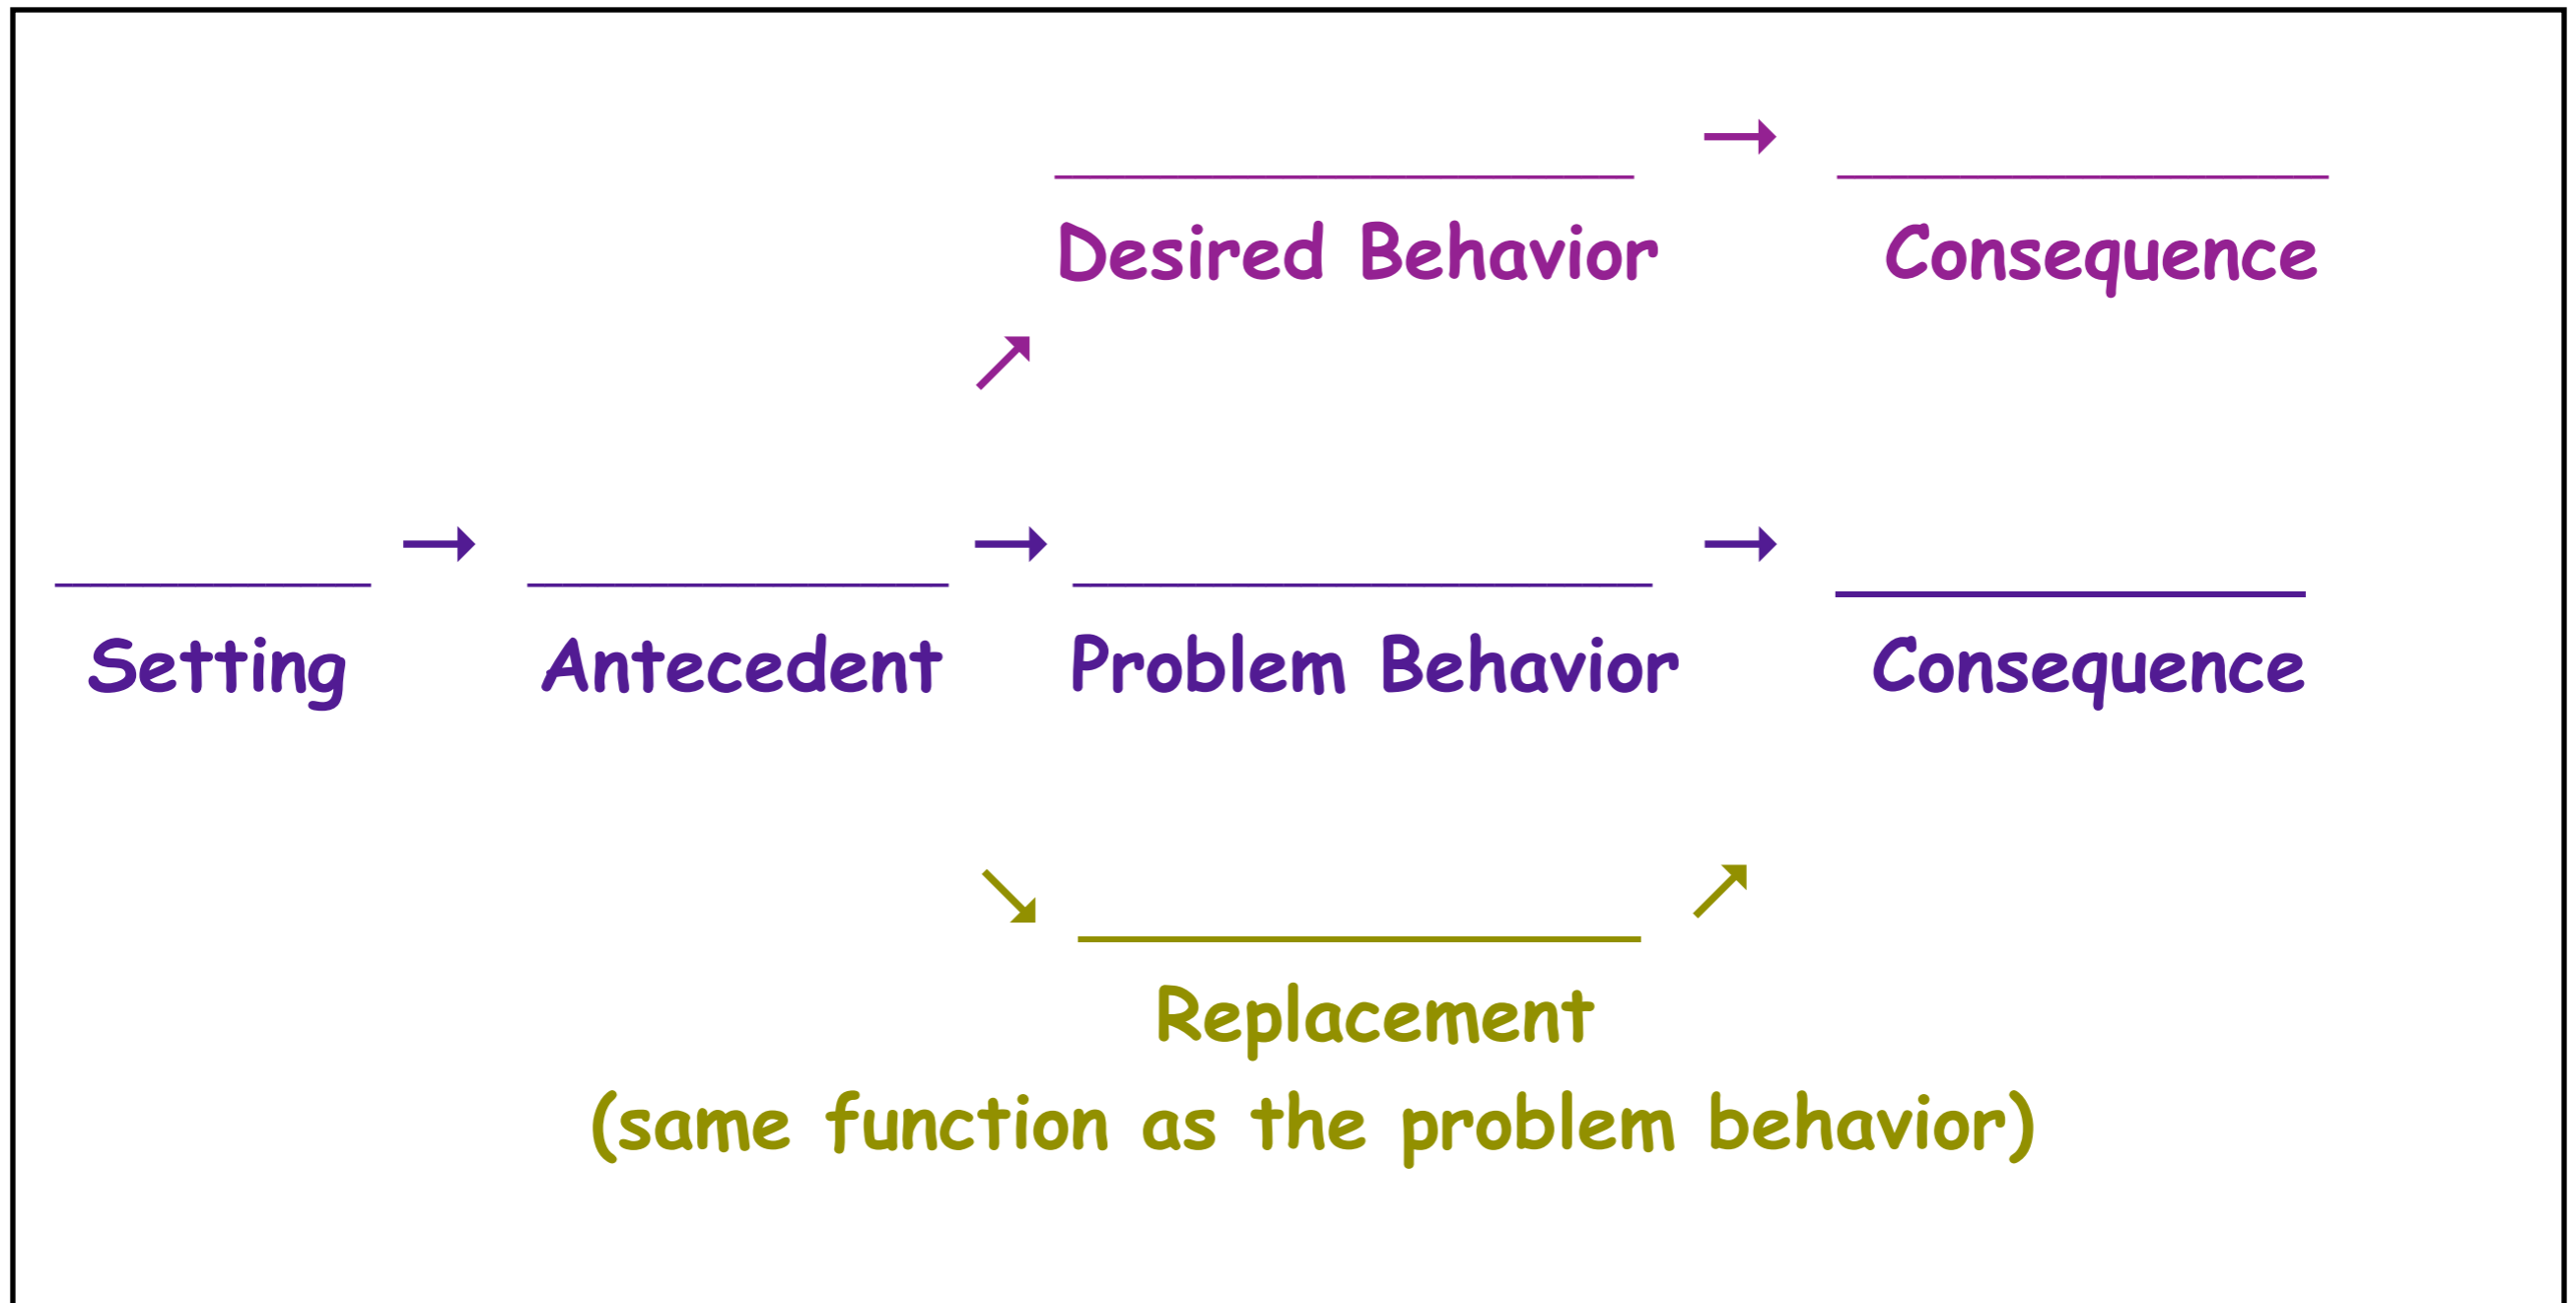 Desired Behavior Consequence
Setting Antecedent Problem Behavior Consequence
Replacement
(same function as the problem behavior)